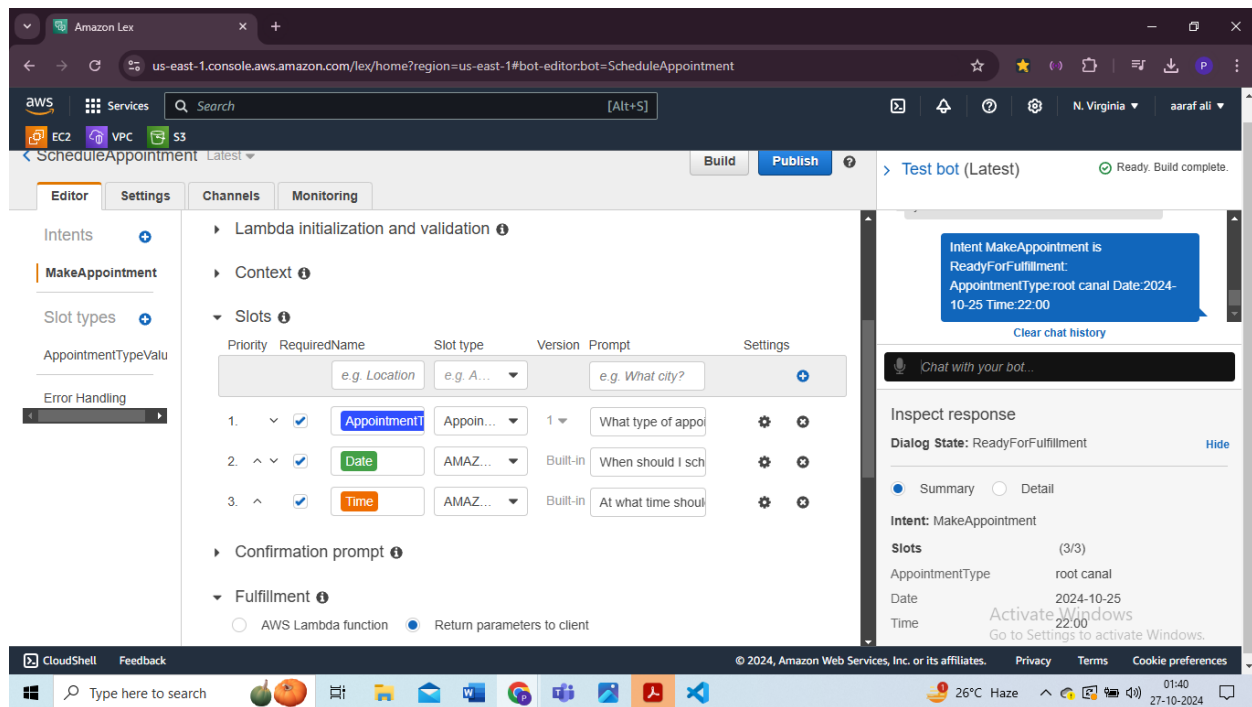 Amazon Lex
us-east-1.console.aws.amazon.com/lex/home?region=us-east-1#bot-editor:bot=ScheduleAppointment
P
aws Services Search [Alt+S] N. Virginia aaraf ali
EC2 VPC S3
ScheduleAppointment Latest Build Publish
Test bot (Latest) Ready. Build complete.
Editor Settings Channels Monitoring
Intents
MakeAppointment
Slot types
AppointmentTypeValu
Error Handling
Lambda initialization and validation
Context
Slots
Priority Required Name Slot type Version Prompt Settings
e.g. Location e.g. A... e.g. What city?
1. AppointmentT Appoin... 1 What type of appoi
2. Date AMAZ... Built-in When should I sch
3. Time AMAZ... Built-in At what time shoul
Confirmation prompt
Fulfillment
AWS Lambda function Return parameters to client
Intent MakeAppointment is
ReadyForFulfillment:
AppointmentType:root canal Date:2024-
10-25 Time:22:00
Clear chat history
Chat with your bot...
Inspect response
Dialog State: ReadyForFulfillment Hide
Summary Detail
Intent: MakeAppointment
Slots (3/3)
AppointmentType root canal
Date 2024-10-25
Time 22:00
Activate Windows
Go to Settings to activate Windows.
CloudShell Feedback © 2024, Amazon Web Services, Inc. or its affiliates. Privacy Terms Cookie preferences
Type here to search 26°C Haze 01:40
27-10-2024